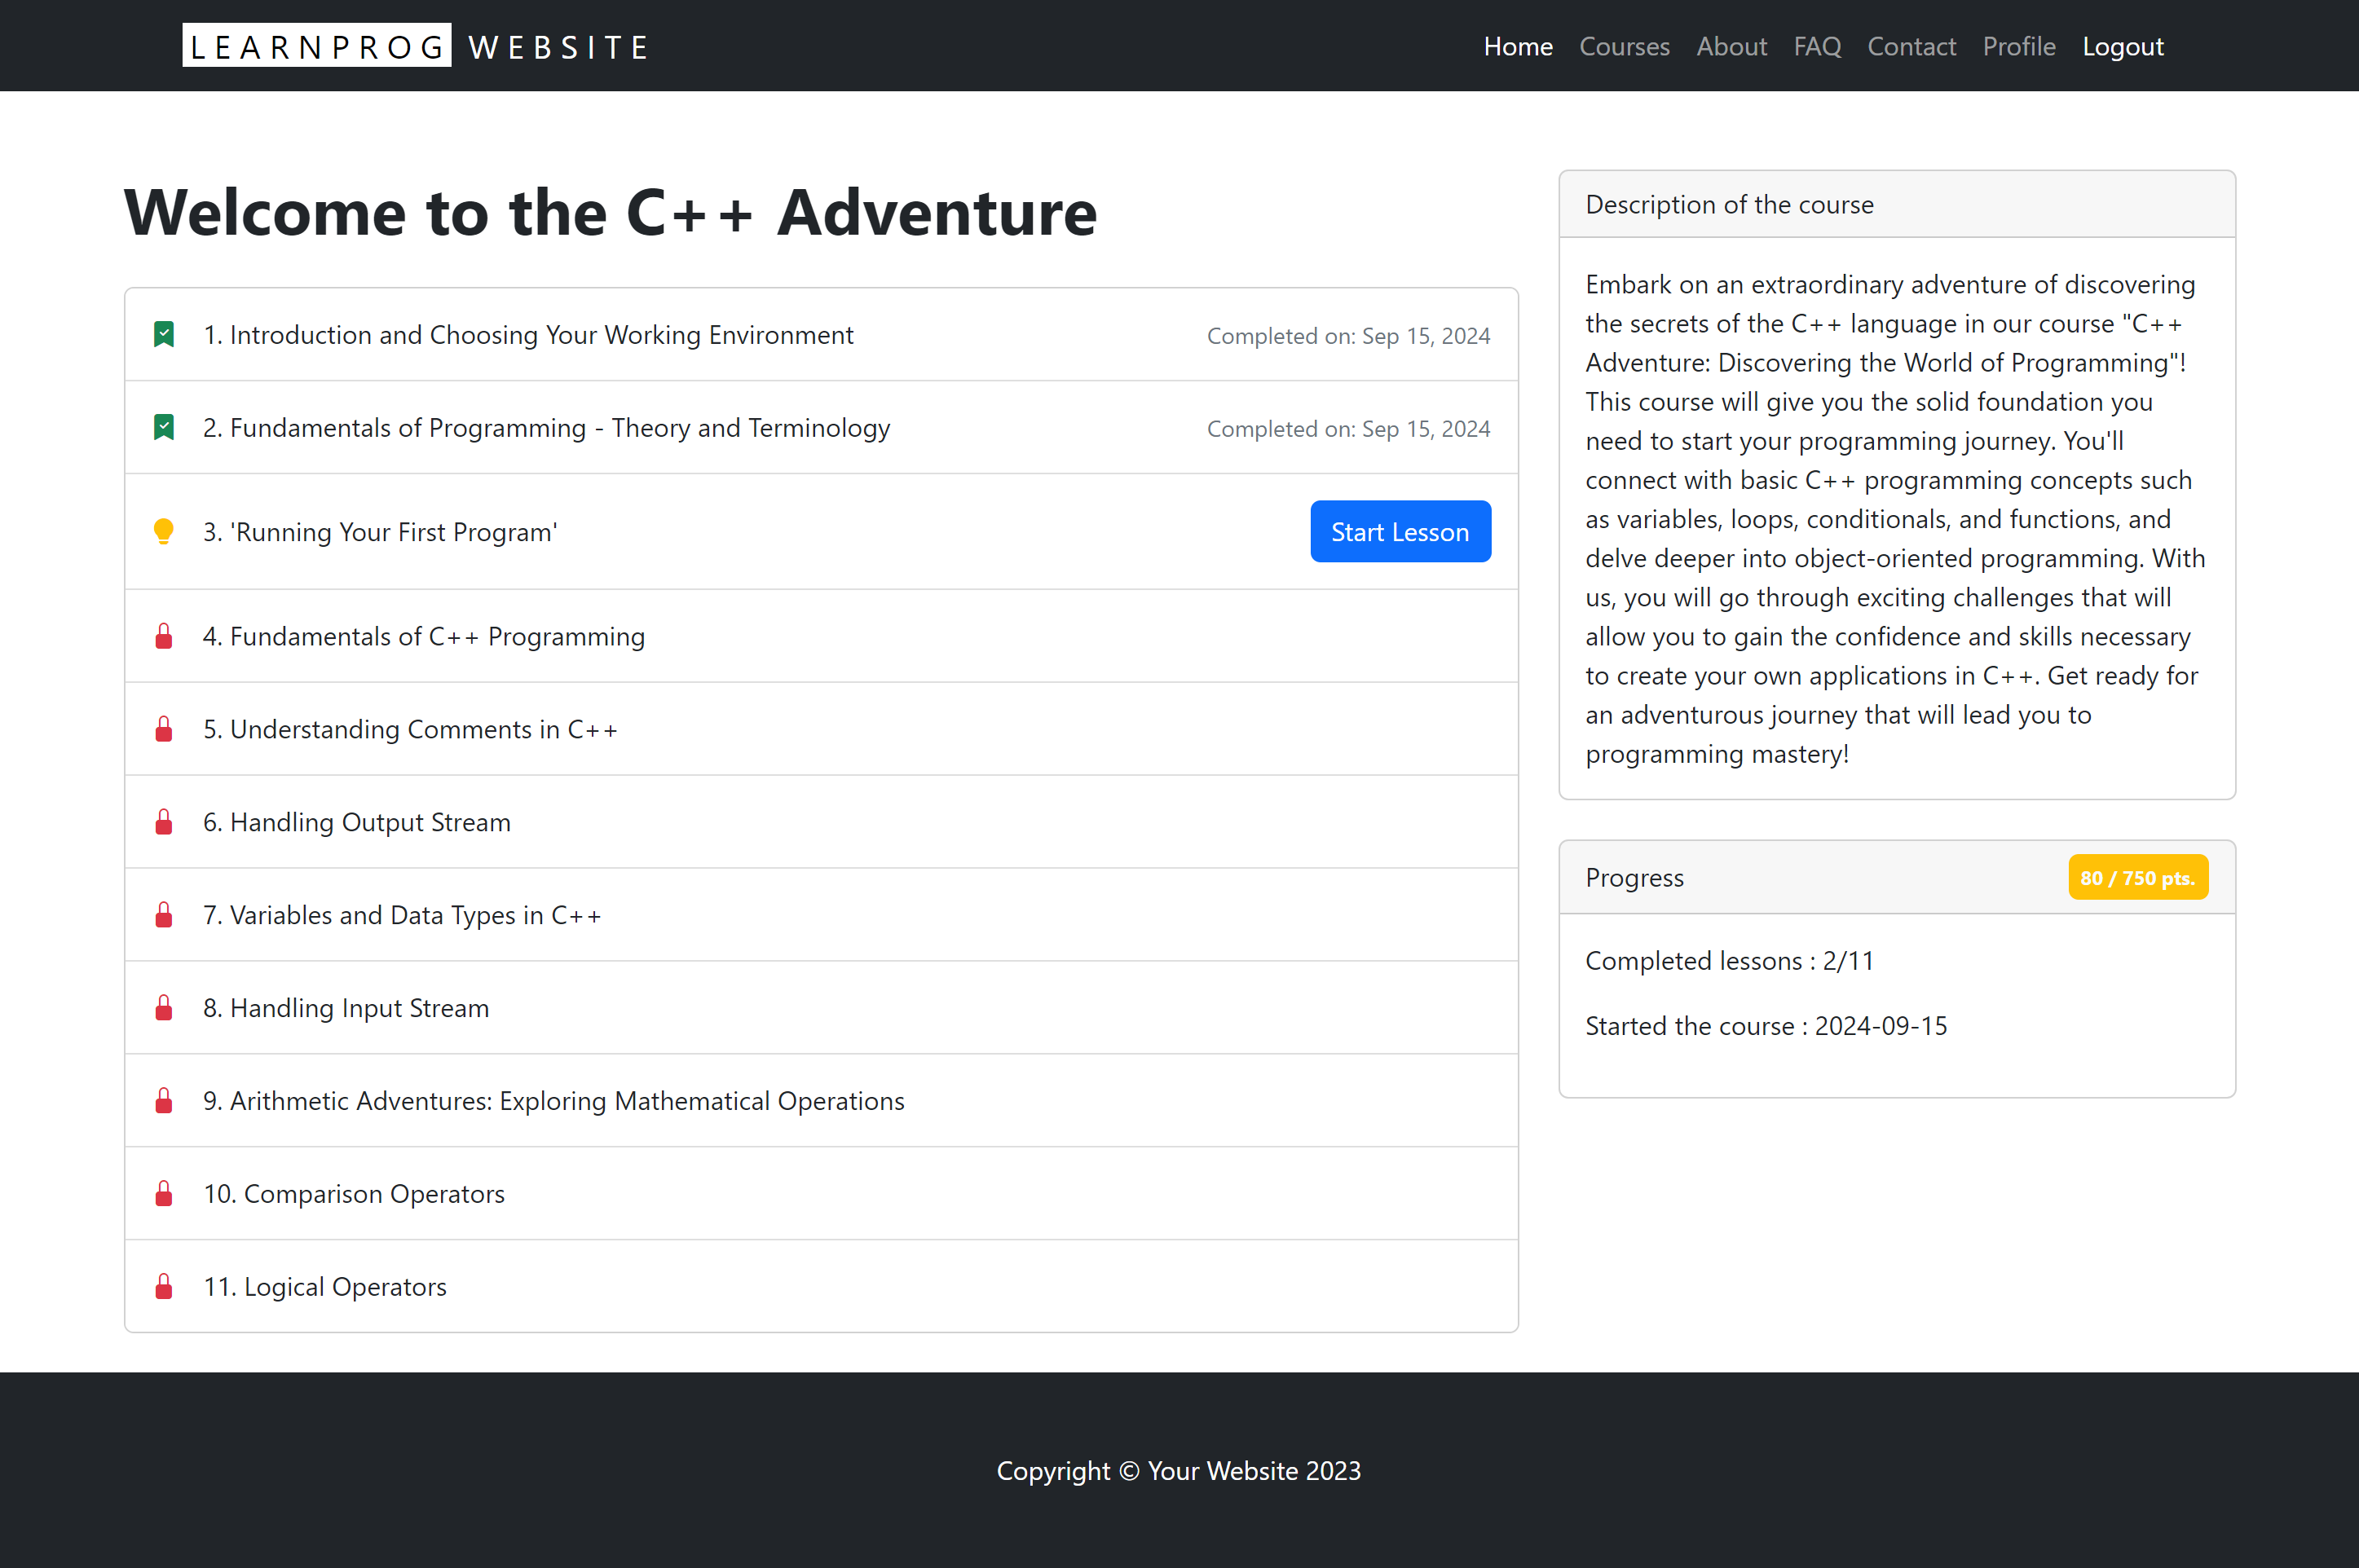 LEARNPROG WEBSITE
Home Courses About FAQ Contact Profile Logout
Welcome to the C++ Adventure
1. Introduction and Choosing Your Working Environment Completed on: Sep 15, 2024
2. Fundamentals of Programming - Theory and Terminology Completed on: Sep 15, 2024
3. 'Running Your First Program' Start Lesson
4. Fundamentals of C++ Programming
5. Understanding Comments in C++
6. Handling Output Stream
7. Variables and Data Types in C++
8. Handling Input Stream
9. Arithmetic Adventures: Exploring Mathematical Operations
10. Comparison Operators
11. Logical Operators
Description of the course
Embark on an extraordinary adventure of discovering
the secrets of the C++ language in our course "C++
Adventure: Discovering the World of Programming"!
This course will give you the solid foundation you
need to start your programming journey. You'll
connect with basic C++ programming concepts such
as variables, loops, conditionals, and functions, and
delve deeper into object-oriented programming. With
us, you will go through exciting challenges that will
allow you to gain the confidence and skills necessary
to create your own applications in C++. Get ready for
an adventurous journey that will lead you to
programming mastery!
Progress 80 / 750 pts.
Completed lessons : 2/11
Started the course : 2024-09-15
Copyright © Your Website 2023